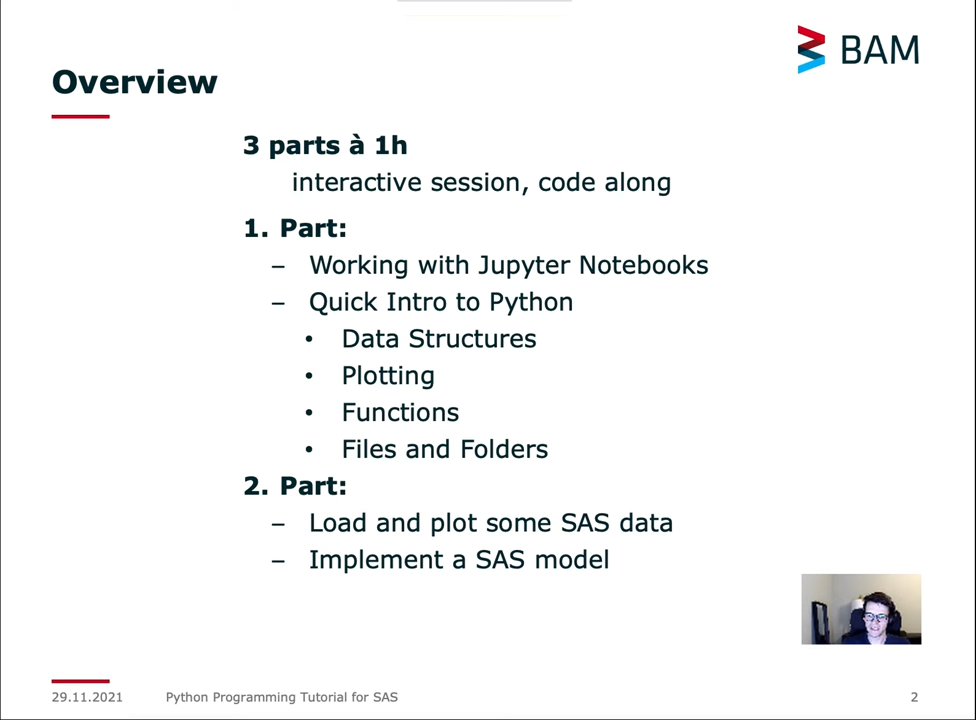 BAM
Overview
3 parts à 1h
interactive session, code along
1. Part:
– Working with Jupyter Notebooks
– Quick Intro to Python
• Data Structures
• Plotting
• Functions
• Files and Folders
2. Part:
– Load and plot some SAS data
– Implement a SAS model
29.11.2021 Python Programming Tutorial for SAS 2